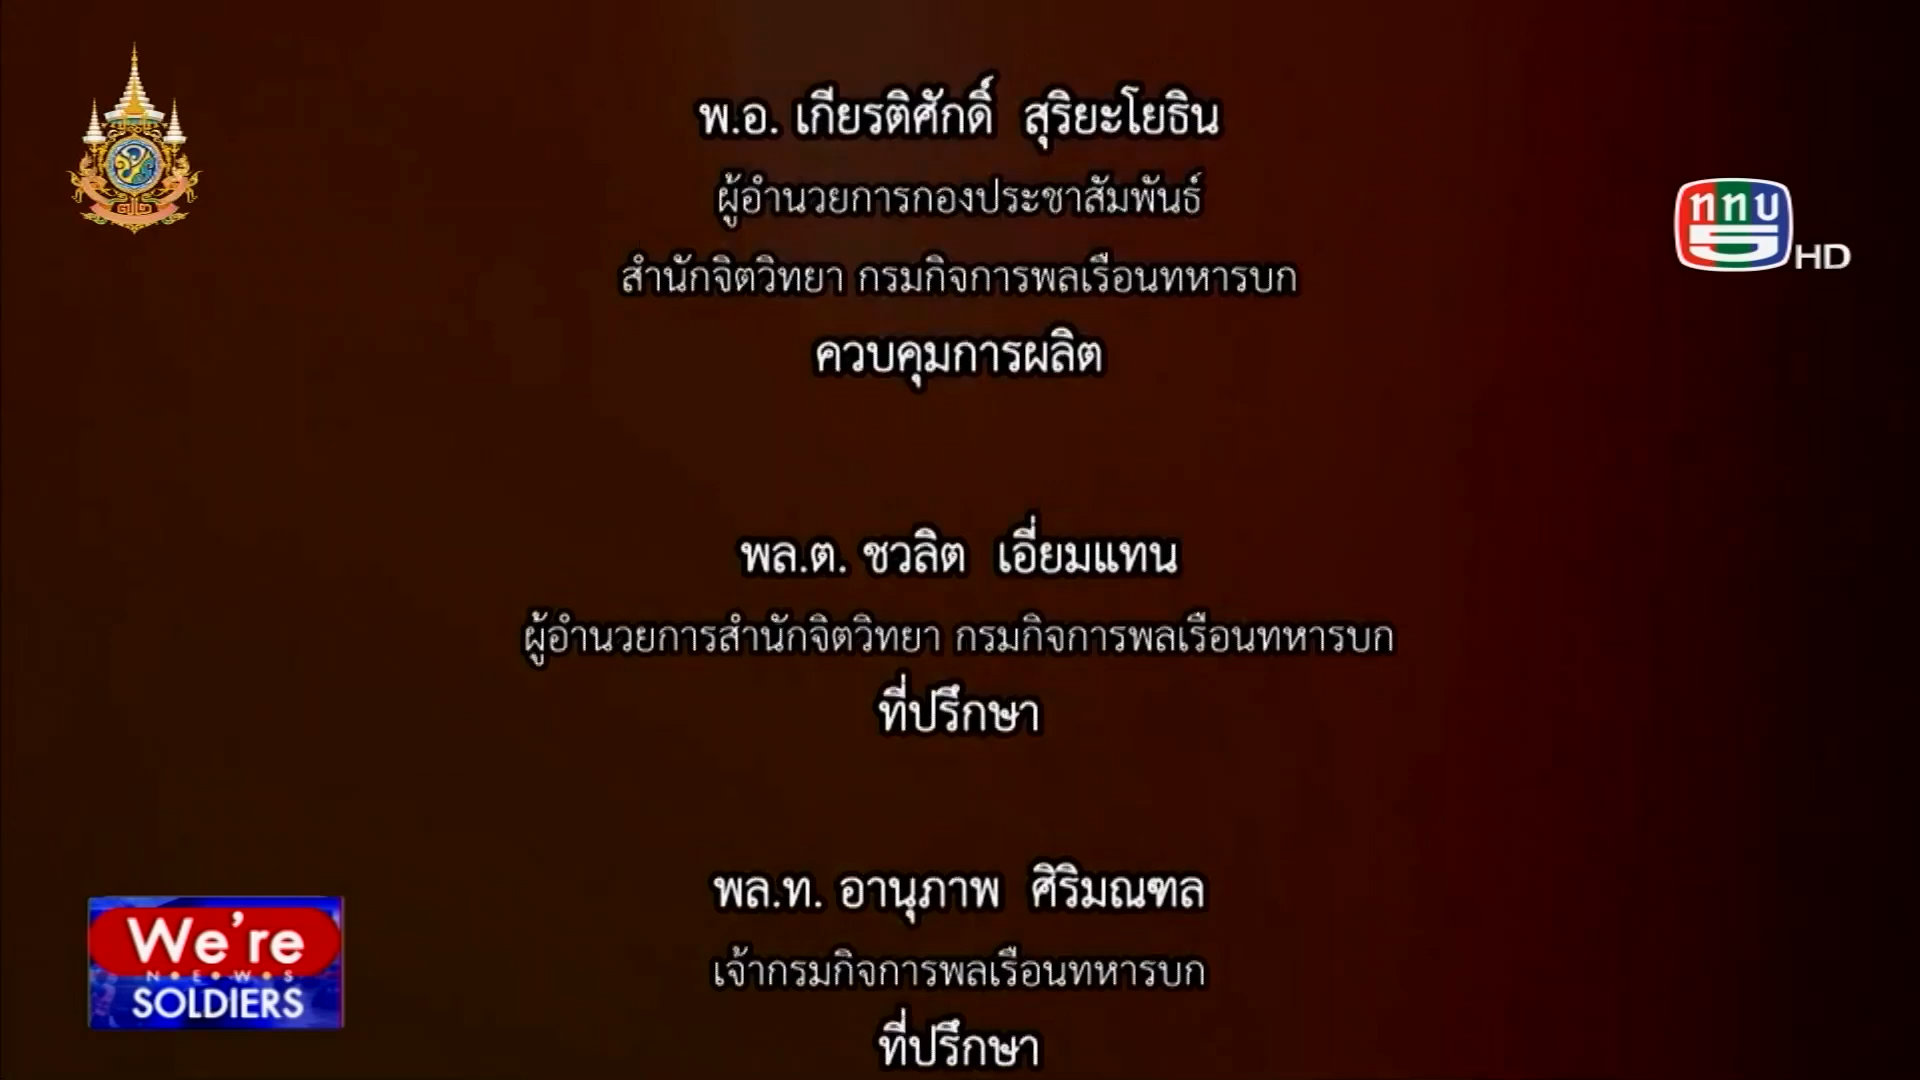 พ.อ. เกียรติศักดิ์ สุริยะโยธิน
ผู้อำนวยการกองประชาสัมพันธ์
สำนักจิตวิทยา กรมกิจการพลเรือนทหารบก
ควบคุมการผลิต
ททบ
5 HD
พล.ต. ชวลิต เอี่ยมแทน
ผู้อำนวยการสำนักจิตวิทยา กรมกิจการพลเรือนทหารบก
ที่ปรึกษา
พล.ท. อานุภาพ ศิริมณฑล
เจ้ากรมกิจการพลเรือนทหารบก
ที่ปรึกษา
We're
N•E•W•S
SOLDIERS